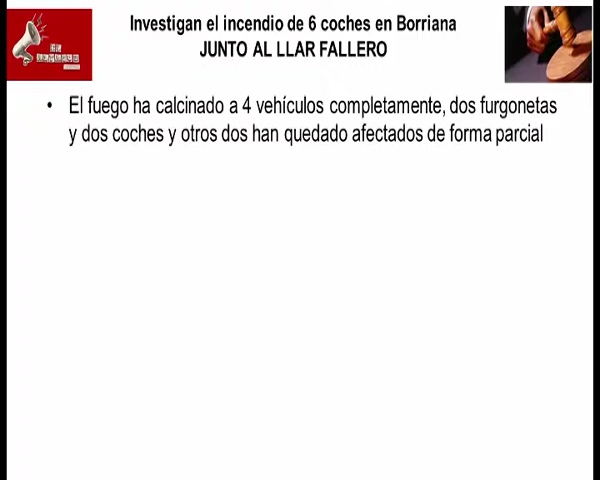 Investigan el incendio de 6 coches en Borriana
JUNTO AL LLAR FALLERO
• El fuego ha calcinado a 4 vehículos completamente, dos furgonetas
y dos coches y otros dos han quedado afectados de forma parcial